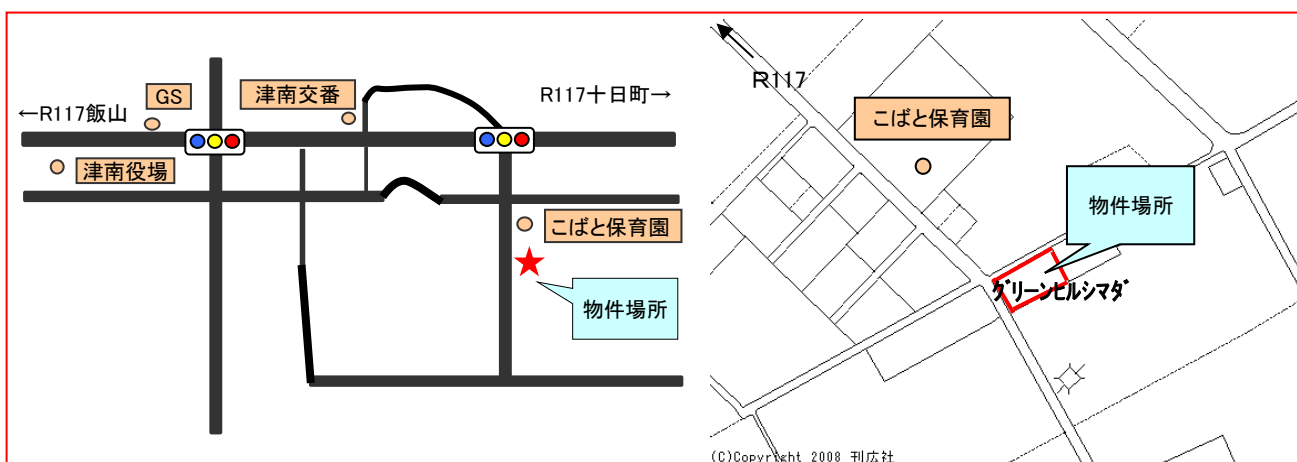 GS
津南交番
R117十日町→
←R117飯山
津南役場
こばと保育園
物件場所
R117
こばと保育園
物件場所
グリーンヒルシマダ
(C)Copyright 2008 刊広社